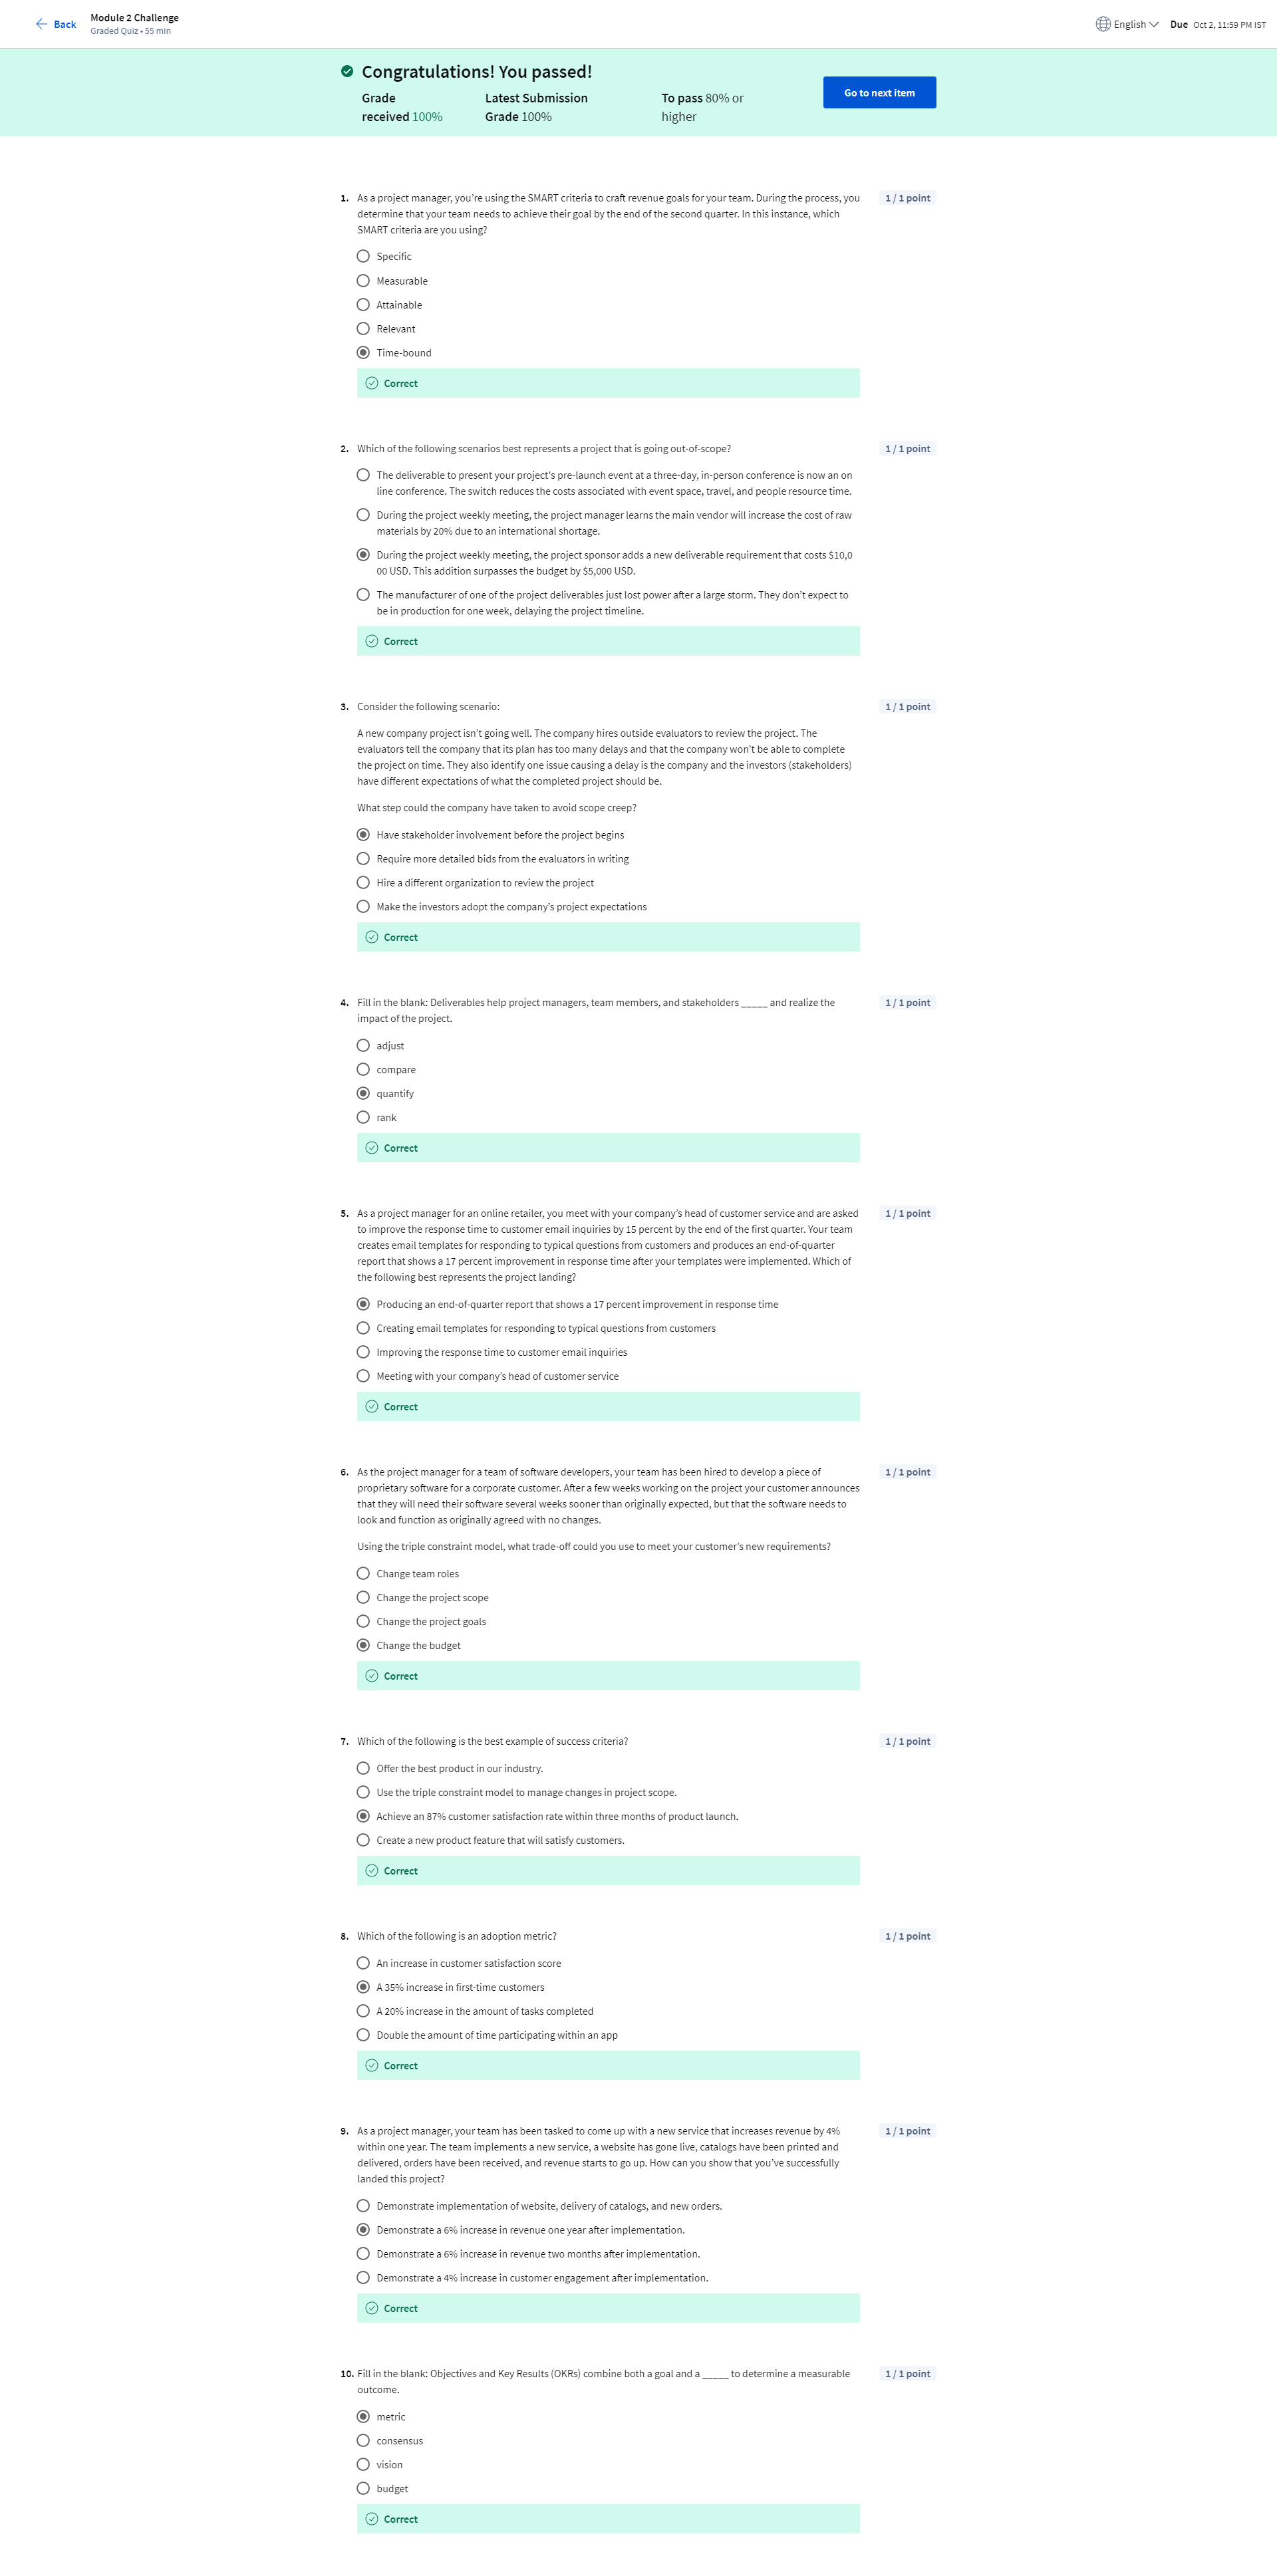 Back
Module 2 Challenge
Graded Quiz • 55 min
English
Due Oct 2, 11:59 PM IST
Congratulations! You passed!
Grade
received 100%
Latest Submission
Grade 100%
To pass 80% or
higher
Go to next item
1. As a project manager, you’re using the SMART criteria to craft revenue goals for your team. During the process, you
determine that your team needs to achieve their goal by the end of the second quarter. In this instance, which
SMART criteria are you using?
1 / 1 point
Specific
Measurable
Attainable
Relevant
Time-bound
Correct
2. Which of the following scenarios best represents a project that is going out-of-scope?
1 / 1 point
The deliverable to present your project's pre-launch event at a three-day, in-person conference is now an on
line conference. The switch reduces the costs associated with event space, travel, and people resource time.
During the project weekly meeting, the project manager learns the main vendor will increase the cost of raw
materials by 20% due to an international shortage.
During the project weekly meeting, the project sponsor adds a new deliverable requirement that costs $10,0
00 USD. This addition surpasses the budget by $5,000 USD.
The manufacturer of one of the project deliverables just lost power after a large storm. They don’t expect to
be in production for one week, delaying the project timeline.
Correct
3. Consider the following scenario:
1 / 1 point
A new company project isn’t going well. The company hires outside evaluators to review the project. The
evaluators tell the company that its plan has too many delays and that the company won’t be able to complete
the project on time. They also identify one issue causing a delay is the company and the investors (stakeholders)
have different expectations of what the completed project should be.
What step could the company have taken to avoid scope creep?
Have stakeholder involvement before the project begins
Require more detailed bids from the evaluators in writing
Hire a different organization to review the project
Make the investors adopt the company’s project expectations
Correct
4. Fill in the blank: Deliverables help project managers, team members, and stakeholders _____ and realize the
impact of the project.
1 / 1 point
adjust
compare
quantify
rank
Correct
5. As a project manager for an online retailer, you meet with your company’s head of customer service and are asked
to improve the response time to customer email inquiries by 15 percent by the end of the first quarter. Your team
creates email templates for responding to typical questions from customers and produces an end-of-quarter
report that shows a 17 percent improvement in response time after your templates were implemented. Which of
the following best represents the project landing?
1 / 1 point
Producing an end-of-quarter report that shows a 17 percent improvement in response time
Creating email templates for responding to typical questions from customers
Improving the response time to customer email inquiries
Meeting with your company’s head of customer service
Correct
6. As the project manager for a team of software developers, your team has been hired to develop a piece of
proprietary software for a corporate customer. After a few weeks working on the project your customer announces
that they will need their software several weeks sooner than originally expected, but that the software needs to
look and function as originally agreed with no changes.
1 / 1 point
Using the triple constraint model, what trade-off could you use to meet your customer’s new requirements?
Change team roles
Change the project scope
Change the project goals
Change the budget
Correct
7. Which of the following is the best example of success criteria?
1 / 1 point
Offer the best product in our industry.
Use the triple constraint model to manage changes in project scope.
Achieve an 87% customer satisfaction rate within three months of product launch.
Create a new product feature that will satisfy customers.
Correct
8. Which of the following is an adoption metric?
1 / 1 point
An increase in customer satisfaction score
A 35% increase in first-time customers
A 20% increase in the amount of tasks completed
Double the amount of time participating within an app
Correct
9. As a project manager, your team has been tasked to come up with a new service that increases revenue by 4%
within one year. The team implements a new service, a website has gone live, catalogs have been printed and
delivered, orders have been received, and revenue starts to go up. How can you show that you’ve successfully
landed this project?
1 / 1 point
Demonstrate implementation of website, delivery of catalogs, and new orders.
Demonstrate a 6% increase in revenue one year after implementation.
Demonstrate a 6% increase in revenue two months after implementation.
Demonstrate a 4% increase in customer engagement after implementation.
Correct
10. Fill in the blank: Objectives and Key Results (OKRs) combine both a goal and a _____ to determine a measurable
outcome.
1 / 1 point
metric
consensus
vision
budget
Correct